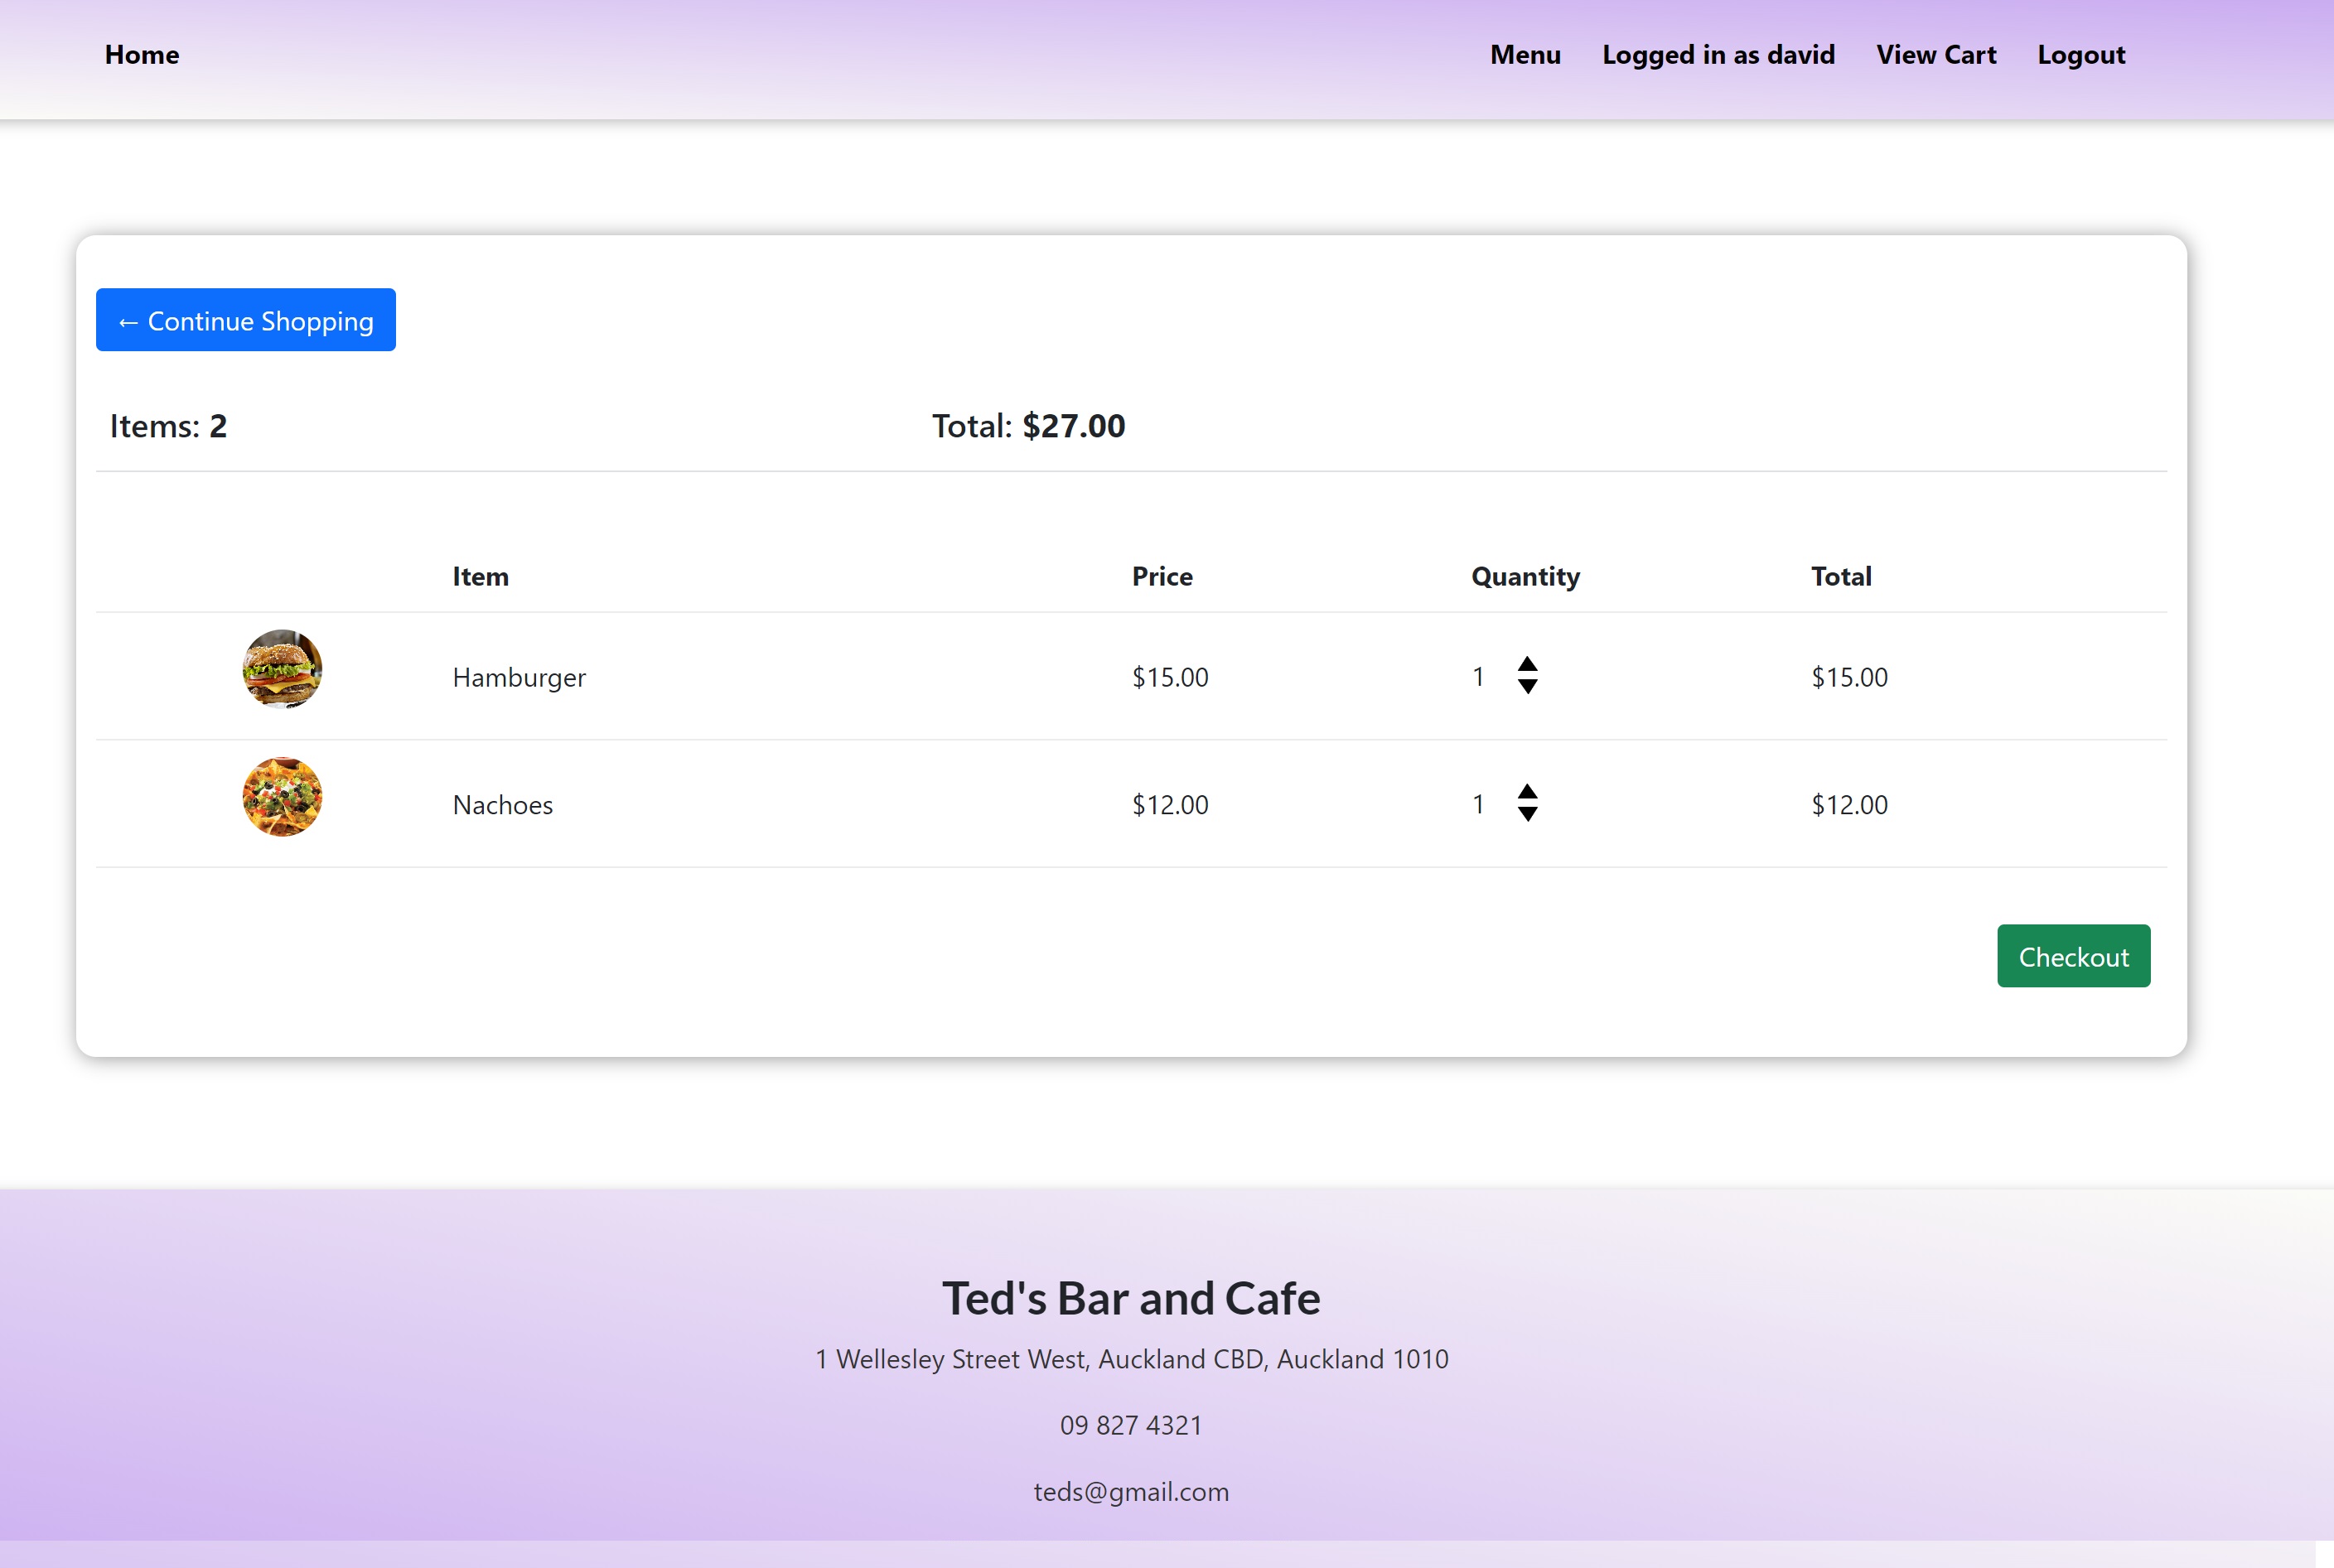 Home Menu Logged in as david View Cart Logout
← Continue Shopping
Items: 2 Total: $27.00
Item Price Quantity Total
Hamburger $15.00 1 $15.00
Nachoes $12.00 1 $12.00
Checkout
Ted's Bar and Cafe
1 Wellesley Street West, Auckland CBD, Auckland 1010
09 827 4321
teds@gmail.com